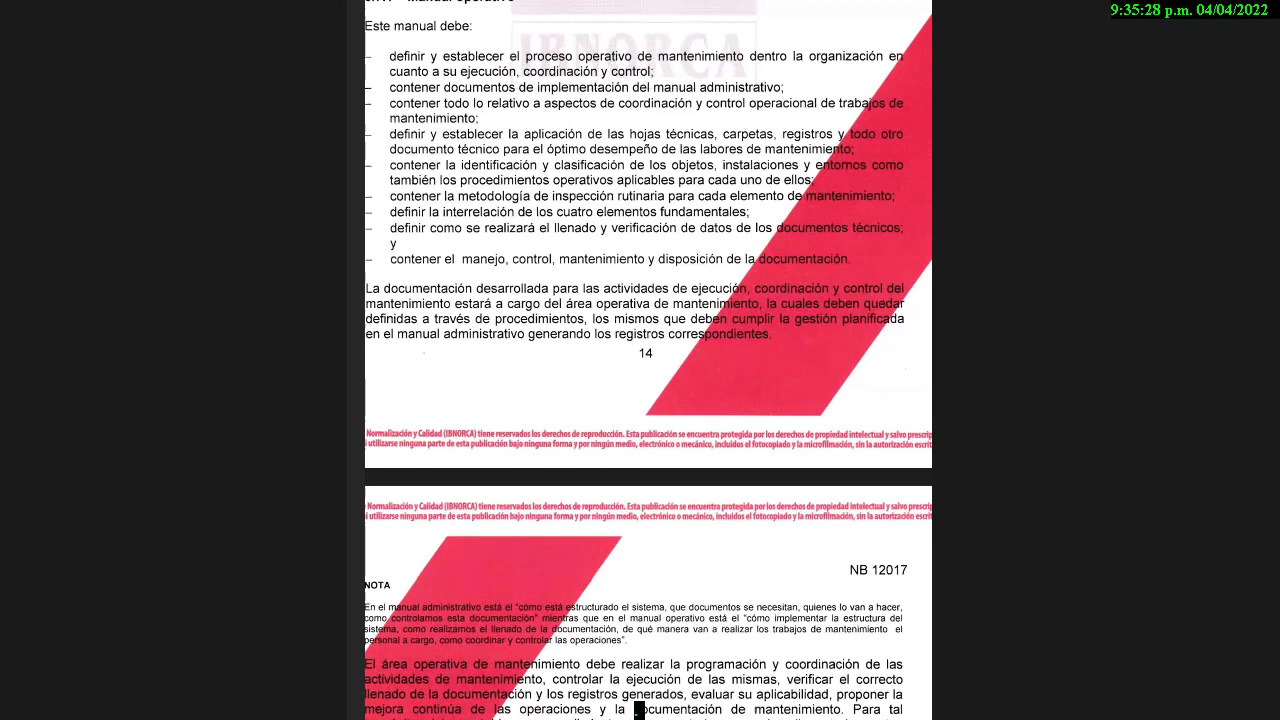 9:35:28 p.m. 04/04/2022
Este manual debe:
IBNORCA
– definir y establecer el proceso operativo de mantenimiento dentro la organización en
cuanto a su ejecución, coordinación y control;
– contener documentos de implementación del manual administrativo;
– contener todo lo relativo a aspectos de coordinación y control operacional de trabajos de
mantenimiento;
– definir y establecer la aplicación de las hojas técnicas, carpetas, registros y todo otro
documento técnico para el óptimo desempeño de las labores de mantenimiento;
– contener la identificación y clasificación de los objetos, instalaciones y entornos como
también los procedimientos operativos aplicables para cada uno de ellos;
– contener la metodología de inspección rutinaria para cada elemento de mantenimiento;
– definir la interrelación de los cuatro elementos fundamentales;
– definir como se realizará el llenado y verificación de datos de los documentos técnicos;
y
– contener el manejo, control, mantenimiento y disposición de la documentación.
La documentación desarrollada para las actividades de ejecución, coordinación y control del
mantenimiento estará a cargo del área operativa de mantenimiento, la cuales deben quedar
definidas a través de procedimientos, los mismos que deben cumplir la gestión planificada
en el manual administrativo generando los registros correspondientes.
14
Normalización y Calidad (IBNORCA) tiene reservados los derechos de reproducción. Esta publicación se encuentra protegida por los derechos de propiedad intelectual y salvo prescrip
i utilizarse ninguna parte de esta publicación bajo ninguna forma y por ningún medio, electrónico o mecánico, incluidos el fotocopiado y la microfilmación, sin la autorización escrit
Normalización y Calidad (IBNORCA) tiene reservados los derechos de reproducción. Esta publicación se encuentra protegida por los derechos de propiedad intelectual y salvo prescrip
i utilizarse ninguna parte de esta publicación bajo ninguna forma y por ningún medio, electrónico o mecánico, incluidos el fotocopiado y la microfilmación, sin la autorización escrit
NB 12017
NOTA
En el manual administrativo está el "cómo está estructurado el sistema, que documentos se necesitan, quienes lo van a hacer,
como controlamos esta documentación" mientras que en el manual operativo está el "cómo implementar la estructura del
sistema, como realizamos el llenado de la documentación, de qué manera van a realizar los trabajos de mantenimiento el
personal a cargo, como coordinar y controlar las operaciones".
El área operativa de mantenimiento debe realizar la programación y coordinación de las
actividades de mantenimiento, controlar la ejecución de las mismas, verificar el correcto
llenado de la documentación y los registros generados, evaluar su aplicabilidad, proponer la
mejora continúa de las operaciones y la ocumentación de mantenimiento. Para tal